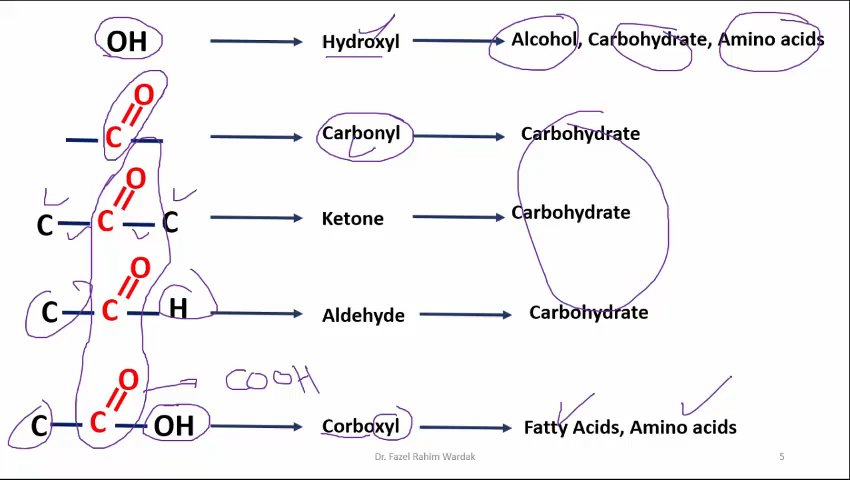 OH Hydroxyl Alcohol, Carbohydrate, Amino acids
O
C Carbonyl Carbohydrate
O
C C C Ketone Carbohydrate
O
C C H Aldehyde Carbohydrate
O COOH
C C OH Corboxyl Fatty Acids, Amino acids
Dr. Fazel Rahim Wardak 5